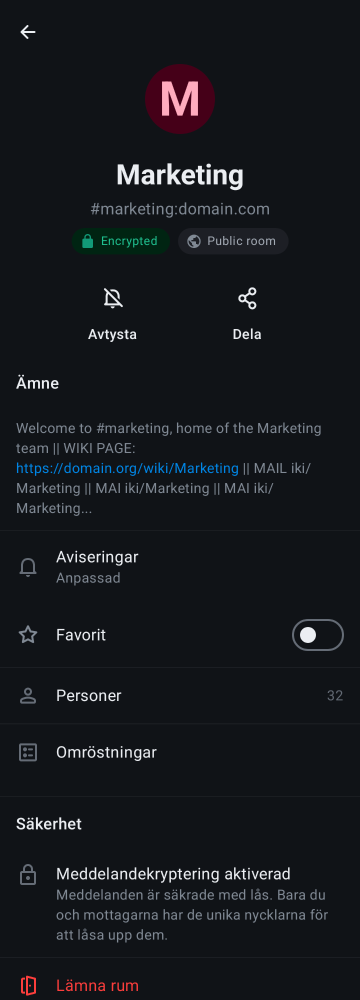 M
Marketing
#marketing:domain.com
Encrypted
Public room
Avtysta
Dela
Ämne
Welcome to #marketing, home of the Marketing
team || WIKI PAGE:
https://domain.org/wiki/Marketing || MAIL iki/
Marketing || MAI iki/Marketing || MAI iki/
Marketing...
Aviseringar
Anpassad
Favorit
Personer 32
Omröstningar
Säkerhet
Meddelandekryptering aktiverad
Meddelanden är säkrade med lås. Bara du
och mottagarna har de unika nycklarna för
att låsa upp dem.
Lämna rum